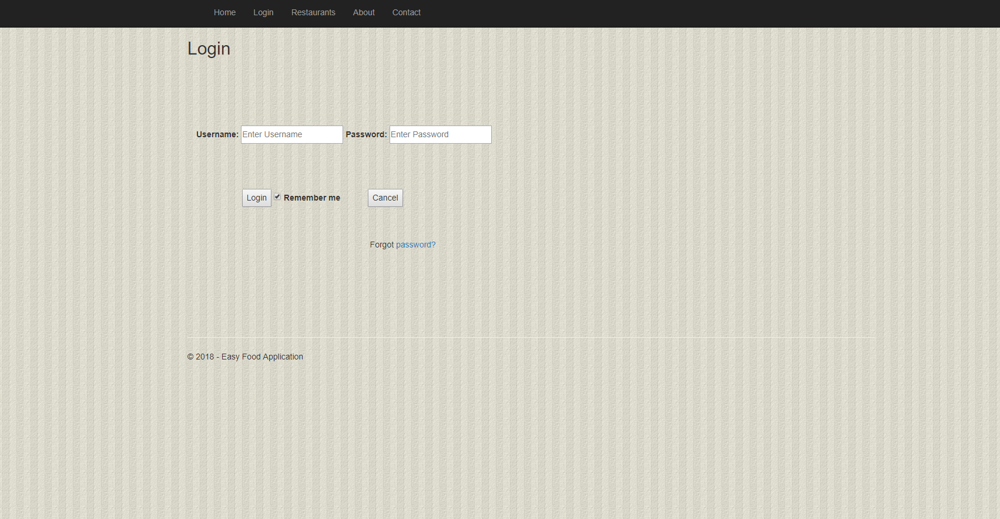 Home Login Restaurants About Contact
Login
Username: Enter Username Password: Enter Password
Login Remember me Cancel
Forgot password?
© 2018 - Easy Food Application